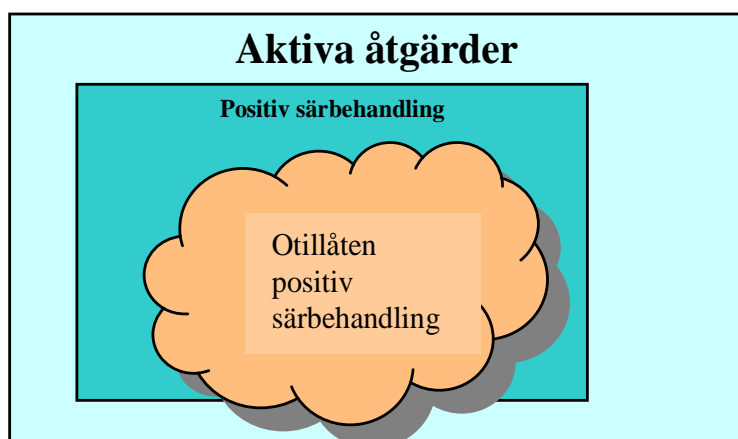 Aktiva åtgärder
Positiv särbehandling
Otillåten
positiv
särbehandling